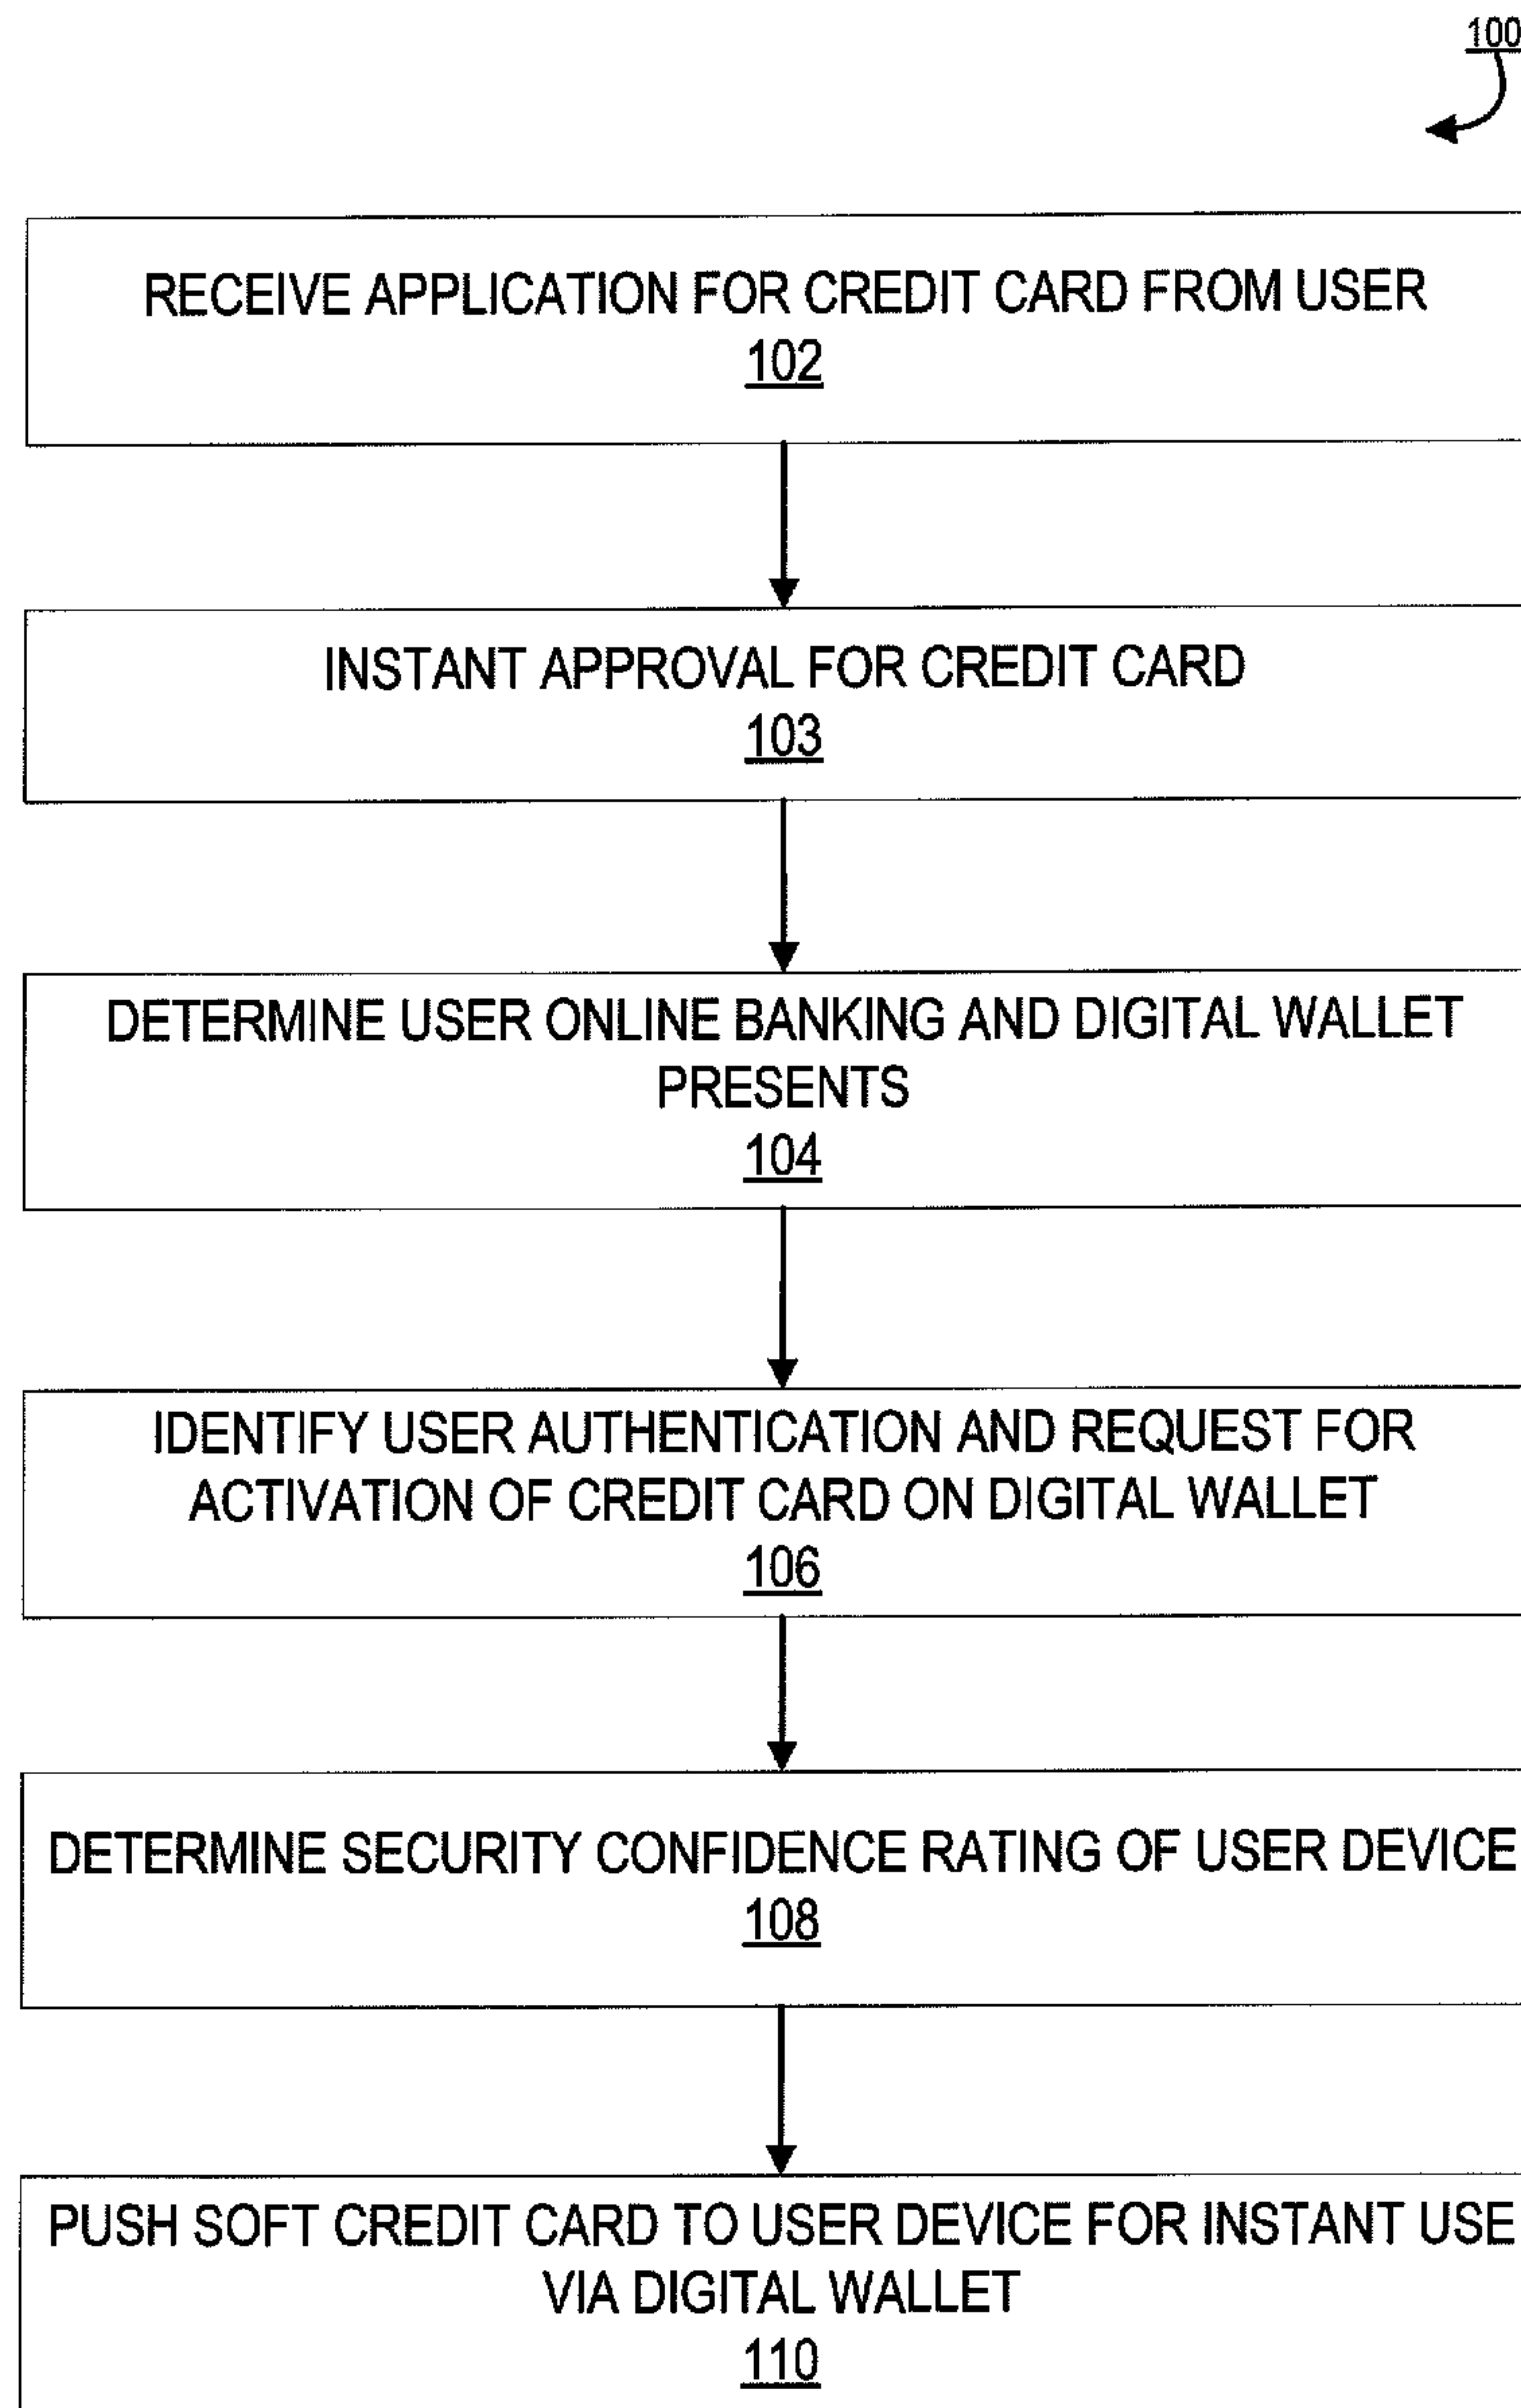 100
RECEIVE APPLICATION FOR CREDIT CARD FROM USER
102
INSTANT APPROVAL FOR CREDIT CARD
103
DETERMINE USER ONLINE BANKING AND DIGITAL WALLET
PRESENTS
104
IDENTIFY USER AUTHENTICATION AND REQUEST FOR
ACTIVATION OF CREDIT CARD ON DIGITAL WALLET
106
DETERMINE SECURITY CONFIDENCE RATING OF USER DEVICE
108
PUSH SOFT CREDIT CARD TO USER DEVICE FOR INSTANT USE
VIA DIGITAL WALLET
110